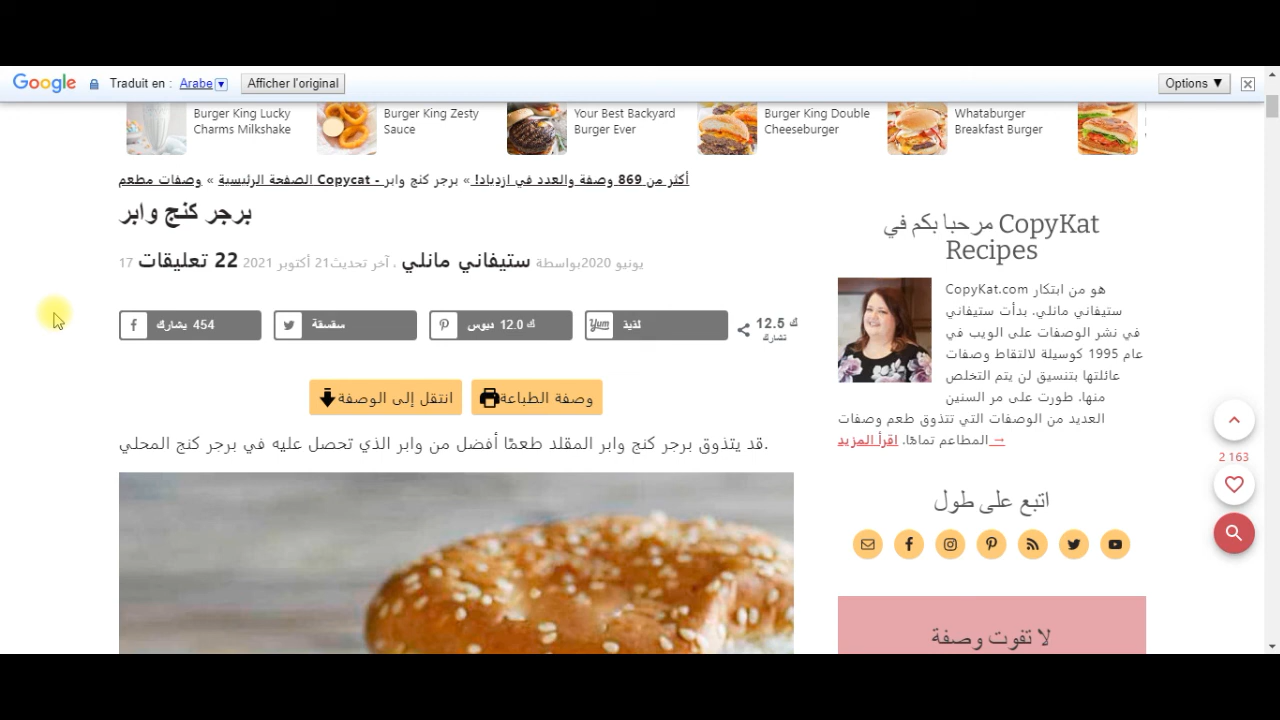 Google Traduit en : Arabe Afficher l'original Options ▼
Burger King Lucky
Charms Milkshake
Burger King Zesty
Sauce
Your Best Backyard
Burger Ever
Burger King Double
Cheeseburger
Whataburger
Breakfast Burger
أكثر من 869 وصفة والعدد في ازدياد! » برجر كنج وابر - Copycat الصفحة الرئيسية » وصفات مطعم
برجر كنج وابر
يونيو 2020بواسطة ستيفاني مانلي . آخر تحديث21 أكتوبر 2021 22 تعليقات 17
454 يشارك
سقسقة
12.0 ك دبوس
لذيذ
Yum
12.5 ك
تشارك
انتقل إلى الوصفة
وصفة الطباعة
قد يتذوق برجر كنج وابر المقلد طعمًا أفضل من وابر الذي تحصل عليه في برجر كنج المحلي.
مرحبا بكم في CopyKat
Recipes
CopyKat.com هو من ابتكار
ستيفاني مانلي. بدأت ستيفاني
في نشر الوصفات على الويب في
عام 1995 كوسيلة لالتقاط وصفات
عائلتها بتنسيق لن يتم التخلص
منها. طورت على مر السنين
العديد من الوصفات التي تتذوق طعم وصفات
المطاعم تمامًا. اقرأ المزيد →
اتبع على طول
لا تفوت وصفة
2 163